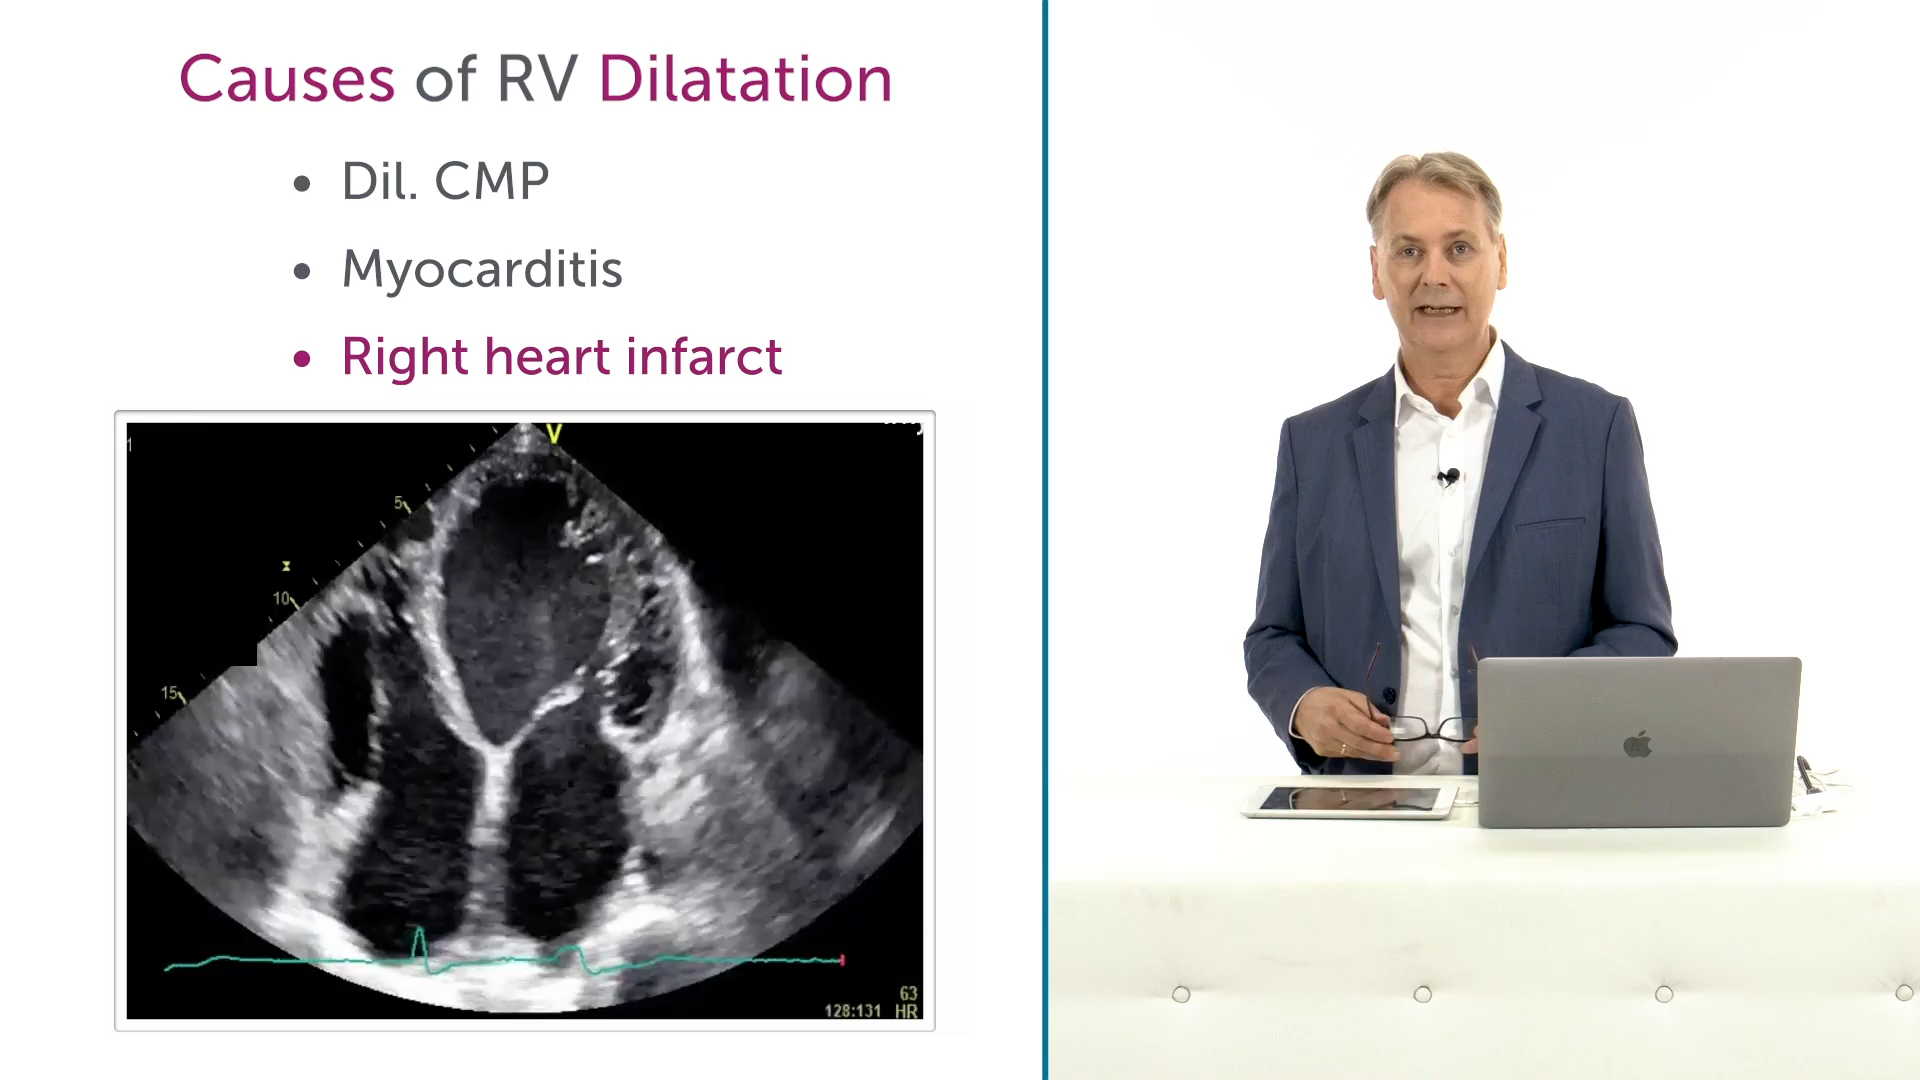 Causes of RV Dilatation
• Dil. CMP
• Myocarditis
• Right heart infarct
V
5
10
15
63
128:131 HR